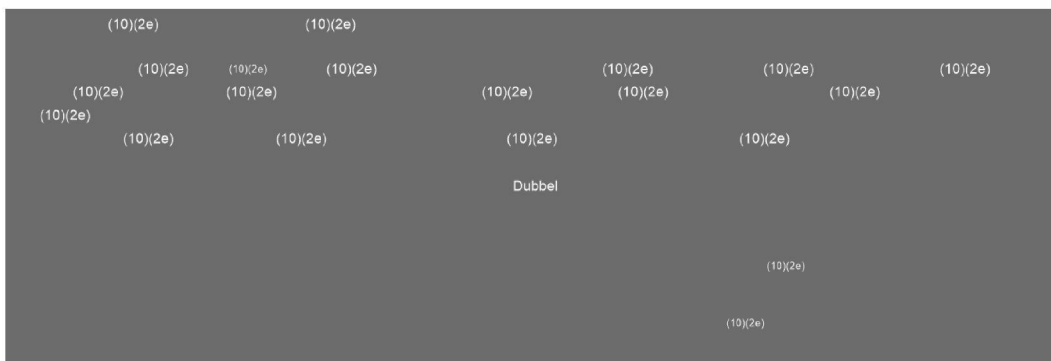 (10)(2e) (10)(2e)
(10)(2e) (10)(2e) (10)(2e) (10)(2e) (10)(2e) (10)(2e)
(10)(2e) (10)(2e) (10)(2e) (10)(2e) (10)(2e)
(10)(2e)
(10)(2e) (10)(2e) (10)(2e) (10)(2e)
Dubbel
(10)(2e)
(10)(2e)